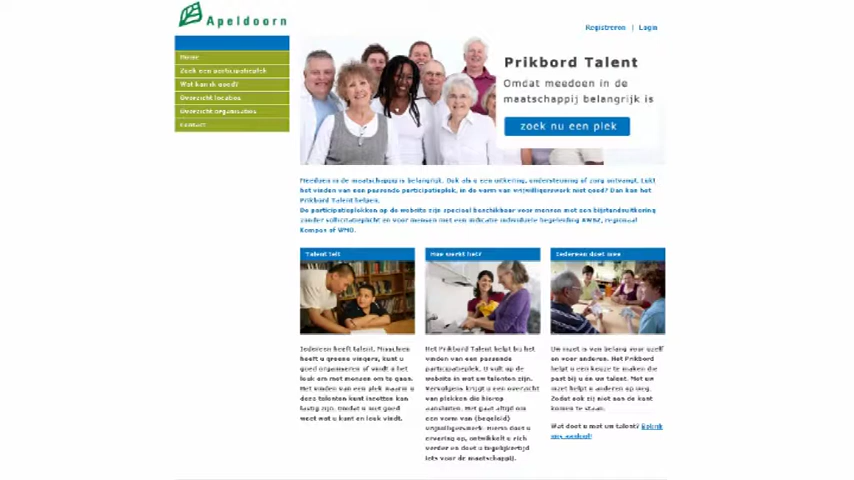 Apeldoorn
Registreren | Login
Home
Zoek een participatieplek
Wat kan ik goed?
Overzicht locaties
Overzicht organisaties
Contact
Prikbord Talent
Omdat meedoen in de
maatschappij belangrijk is
zoek nu een plek
Meedoen in de maatschappij is belangrijk. Ook als u een uitkering, ondersteuning of zorg ontvangt. Lukt
het vinden van een passende participatieplek, in de vorm van vrijwilligerswerk niet goed? Dan kan het
Prikbord Talent helpen.
De participatieplekken op de website zijn speciaal beschikbaar voor mensen met een bijstandsuitkering
zonder sollicitatieplicht en voor mensen met een indicatie individuele begeleiding AWBZ, regionaal
Kompas of WMO.
Talent telt
Iedereen heeft talent. Misschien
heeft u groene vingers, kunt u
goed organiseren of vindt u het
leuk om met mensen om te gaan.
Het vinden van een plek waarin u
deze talenten kunt inzetten kan
lastig zijn. Omdat u niet goed
weet wat u kunt en leuk vindt.
Hoe werkt het?
Het Prikbord Talent helpt bij het
vinden van een passende
participatieplek. U vult op de
website in wat uw talenten zijn.
Vervolgens krijgt u een overzicht
van plekken die hierop
aansluiten. Het gaat altijd om
een vorm van (begeleid)
vrijwilligerswerk. Hierin doet u
ervaring op, ontwikkelt u zich
verder en doet u tegelijkertijd
iets voor de maatschappij.
Iedereen doet mee
Uw inzet is van belang voor uzelf
en voor anderen. Het Prikbord
helpt u een keuze te maken die
past bij u en uw talent. Met uw
inzet helpt u anderen op weg.
Zodat ook zij niet aan de kant
komen te staan.
Wat doet u met uw talent? Bekijk
ons aanbod!